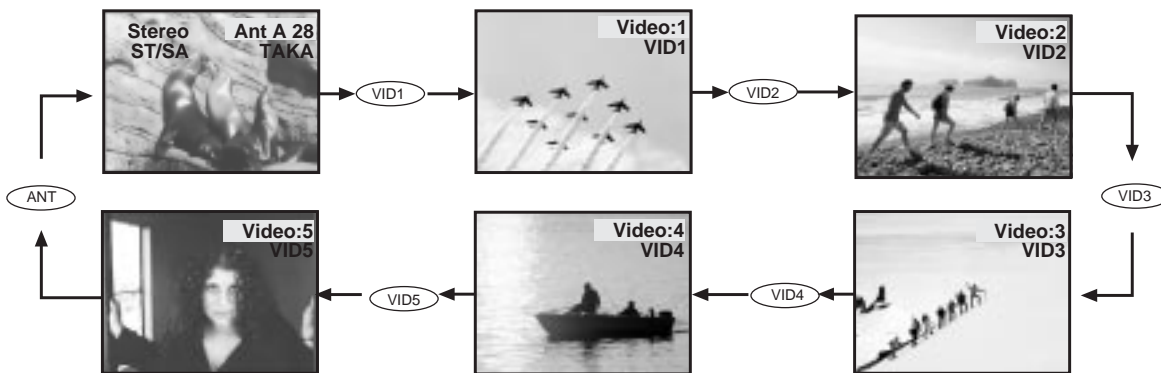 Stereo
ST/SA
Ant A 28
TAKA
VID1
Video:1
VID1
VID2
Video:2
VID2
VID3
Video:3
VID3
VID4
Video:4
VID4
VID5
Video:5
VID5
ANT